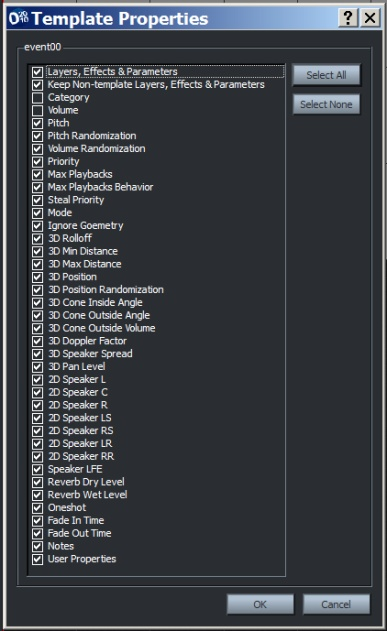 Template Properties
event00
Layers, Effects & Parameters
Select All
Keep Non-template Layers, Effects & Parameters
Category
Select None
Volume
Pitch
Pitch Randomization
Volume Randomization
Priority
Max Playbacks
Max Playbacks Behavior
Steal Priority
Mode
Ignore Goemetry
3D Rolloff
3D Min Distance
3D Max Distance
3D Position
3D Position Randomization
3D Cone Inside Angle
3D Cone Outside Angle
3D Cone Outside Volume
3D Doppler Factor
3D Speaker Spread
3D Pan Level
2D Speaker L
2D Speaker C
2D Speaker R
2D Speaker LS
2D Speaker RS
2D Speaker LR
2D Speaker RR
Speaker LFE
Reverb Dry Level
Reverb Wet Level
Oneshot
Fade In Time
Fade Out Time
Notes
User Properties
OK Cancel